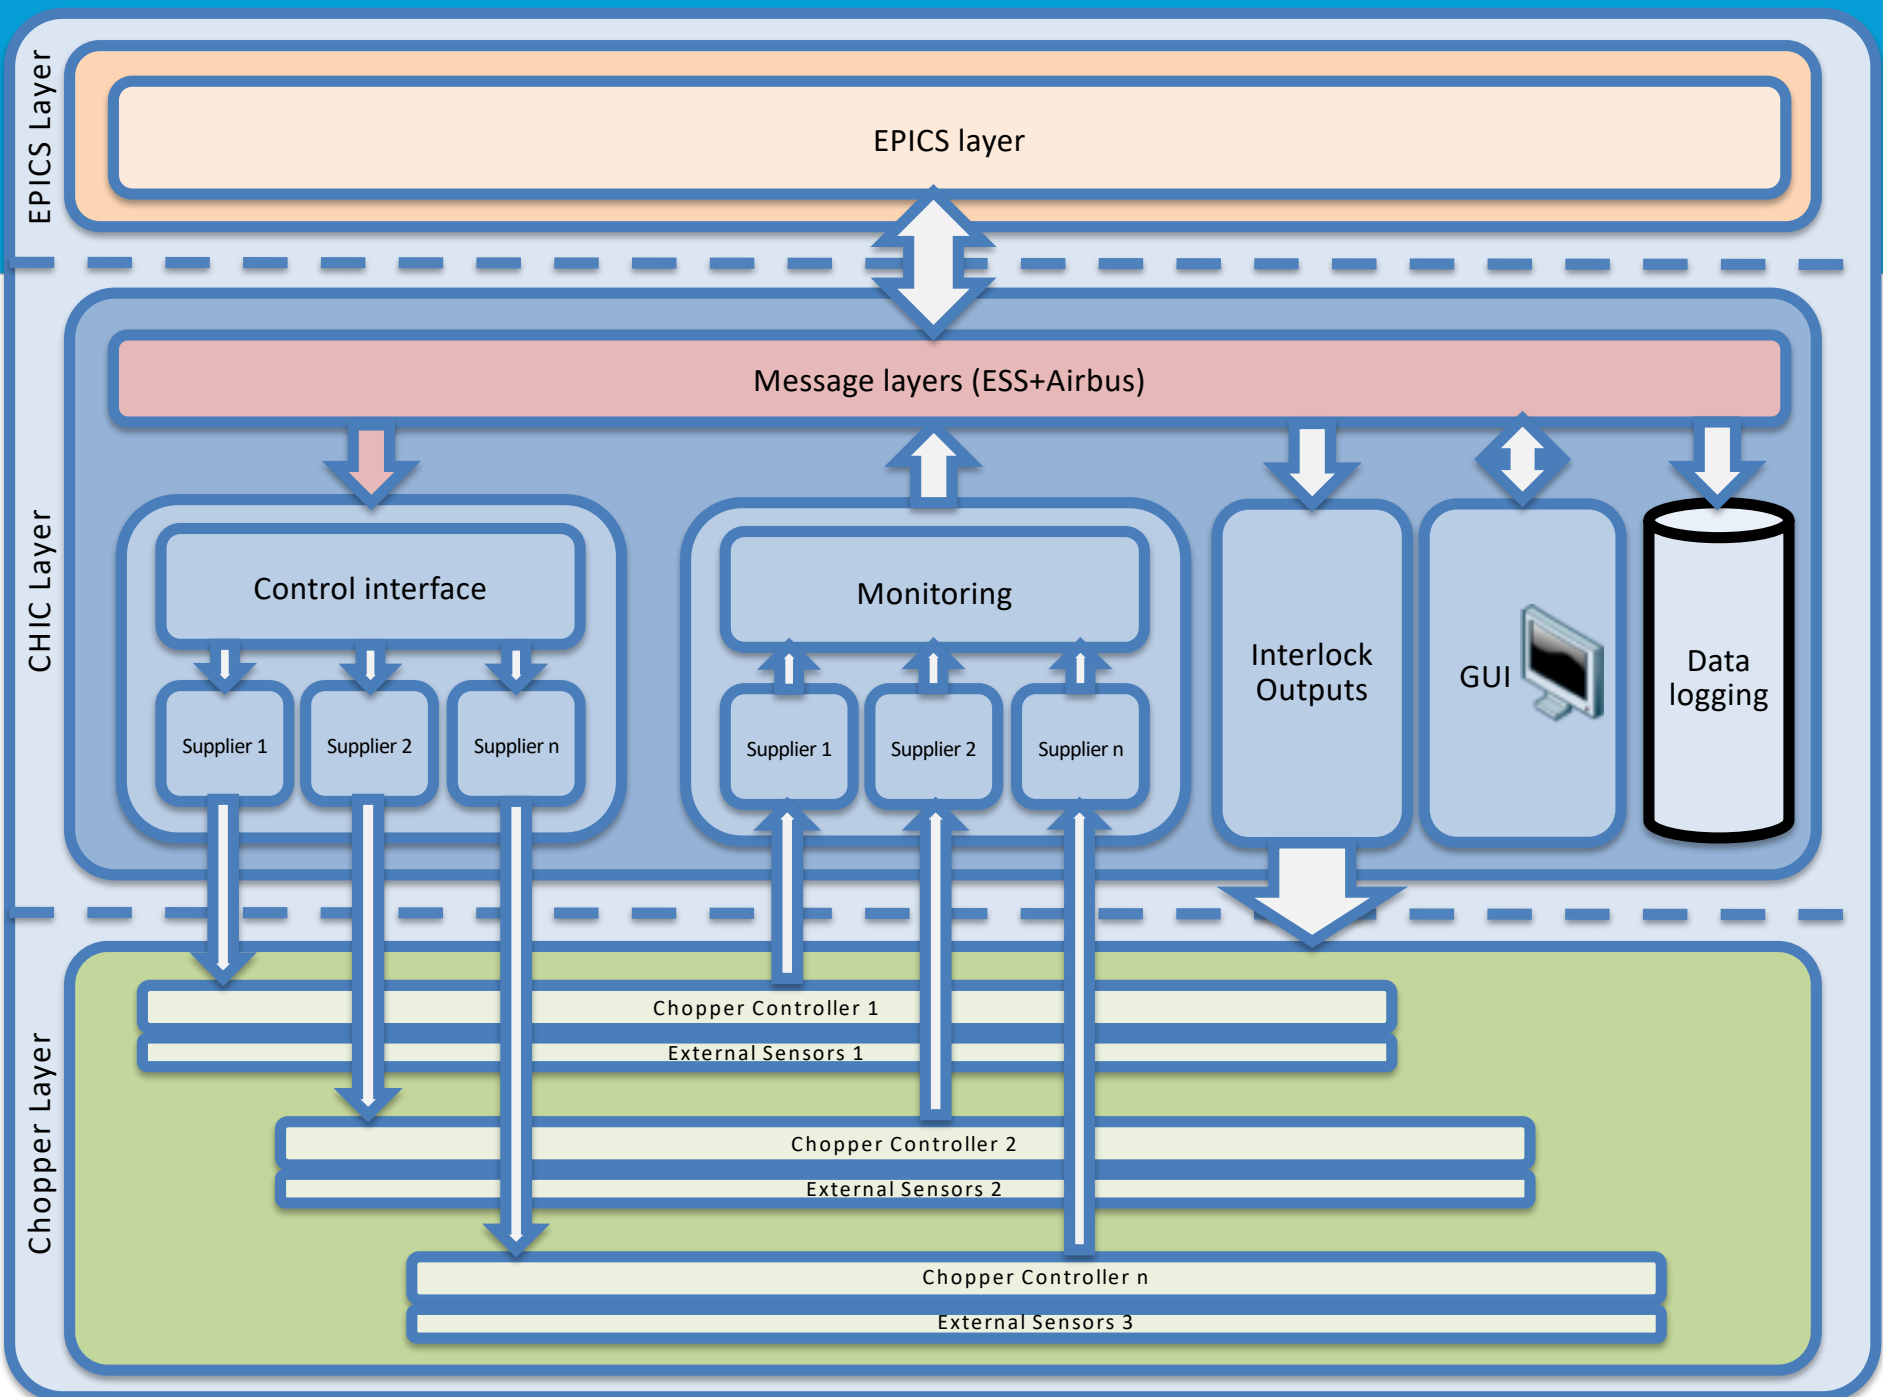 EPICS Layer
EPICS layer
CHIC Layer
Message layers (ESS+Airbus)
Control interface
Supplier 1
Supplier 2
Supplier n
Monitoring
Supplier 1
Supplier 2
Supplier n
Interlock
Outputs
GUI
Data
logging
Chopper Layer
Chopper Controller 1
External Sensors 1
Chopper Controller 2
External Sensors 2
Chopper Controller n
External Sensors 3